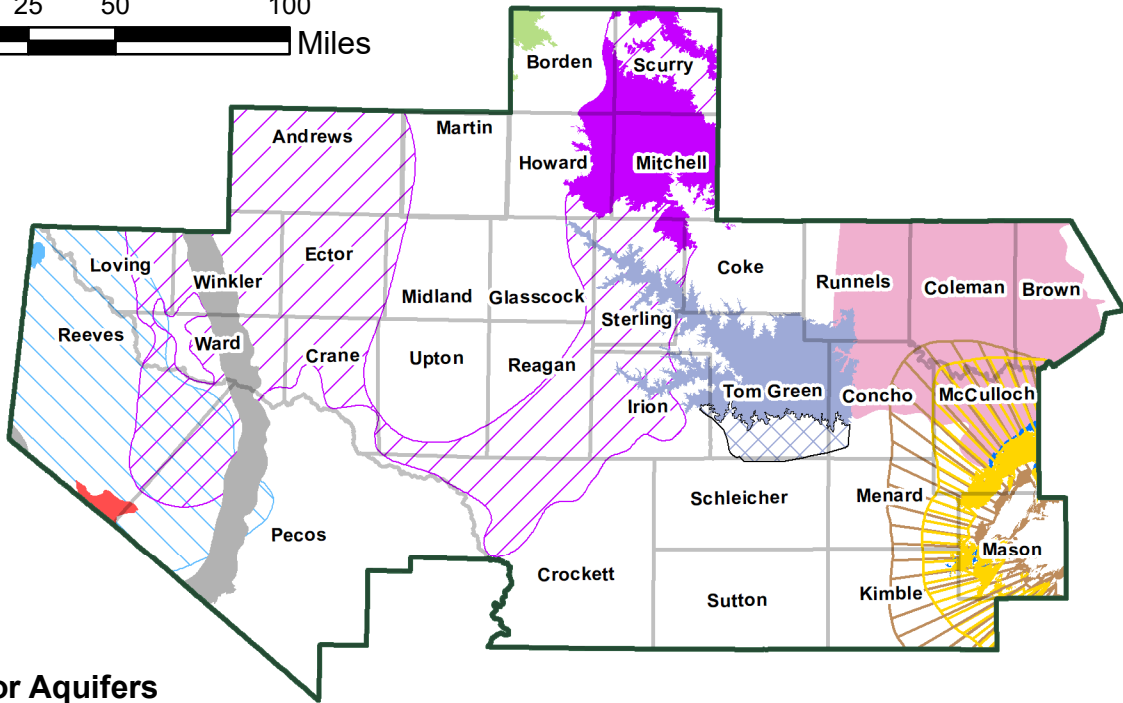 25 50 100
Miles
Borden
Scurry
Andrews
Martin
Howard
Mitchell
Loving
Winkler
Ector
Midland
Glasscock
Sterling
Coke
Runnels
Coleman
Brown
Reeves
Ward
Crane
Upton
Reagan
Irion
Tom Green
Concho
McCulloch
Pecos
Crockett
Schleicher
Menard
Mason
Sutton
Kimble
or Aquifers